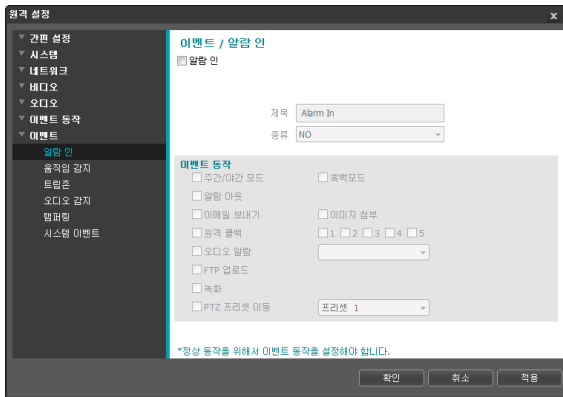 원격 설정 x
간편 설정
시스템
네트워크
비디오
오디오
이벤트 동작
이벤트
알람 인
움직임 감지
트립존
오디오 감지
탬퍼링
시스템 이벤트
이벤트 / 알람 인
알람 인
제목 Alarm In
종류 NO
이벤트 동작
주간/야간 모드 흑백모드
알람 아웃
이메일 보내기 이미지 첨부
원격 콜백 1 2 3 4 5
오디오 알람
FTP 업로드
녹화
PTZ 프리셋 이동 프리셋 1
*정상 동작을 위해서 이벤트 동작을 설정해야 합니다.
확인 취소 적용